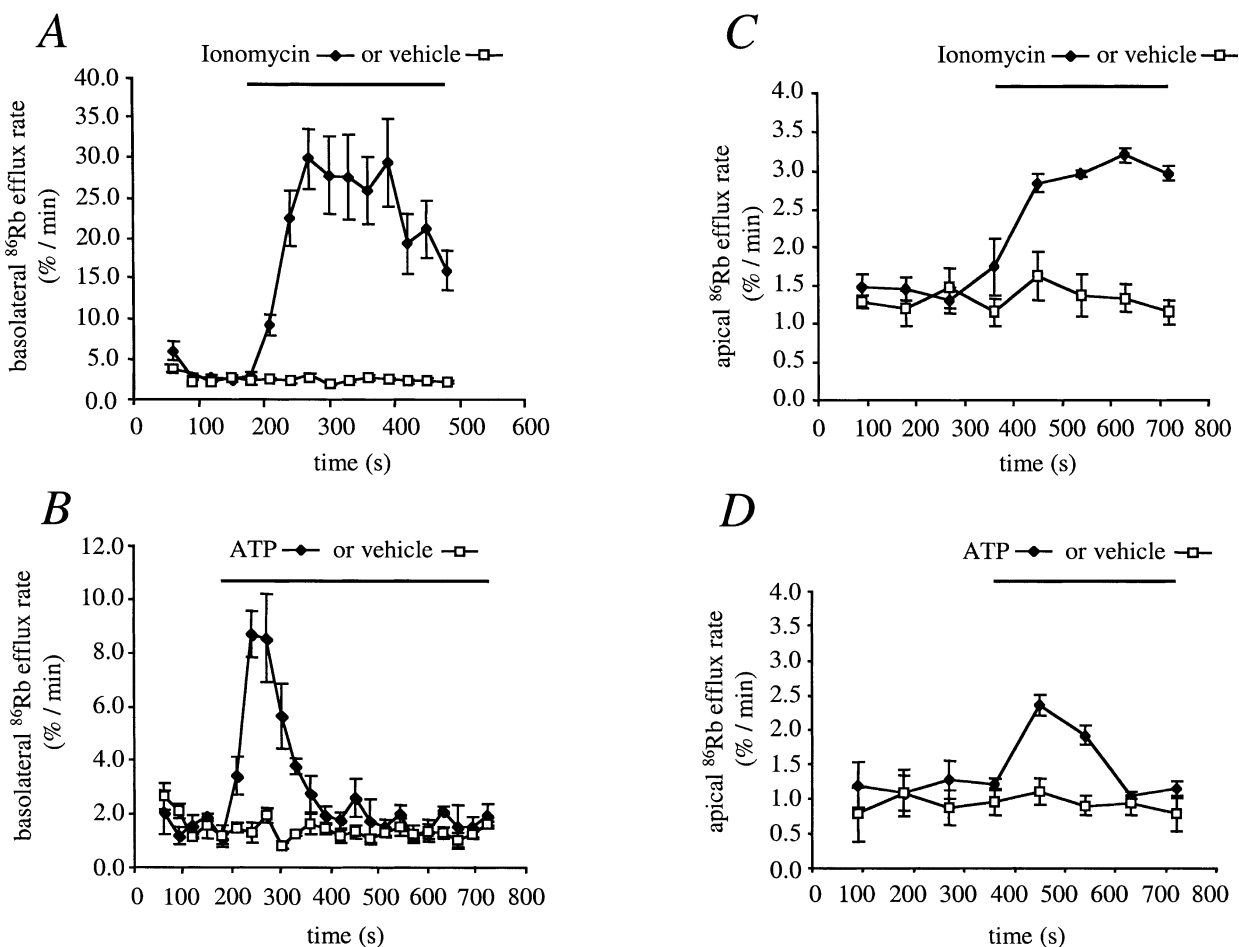 A
Ionomycin or vehicle
basolateral ⁸⁶Rb efflux rate
(% / min)
40.0
35.0
30.0
25.0
20.0
15.0
10.0
5.0
0.0
0 100 200 300 400 500 600
time (s)
C
Ionomycin or vehicle
apical ⁸⁶Rb efflux rate
(% / min)
4.0
3.5
3.0
2.5
2.0
1.5
1.0
0.5
0.0
0 100 200 300 400 500 600 700 800
time (s)
B
ATP or vehicle
basolateral ⁸⁶Rb efflux rate
(% / min)
12.0
10.0
8.0
6.0
4.0
2.0
0.0
0 100 200 300 400 500 600 700 800
time (s)
D
ATP or vehicle
apical ⁸⁶Rb efflux rate
(% / min)
4.0
3.5
3.0
2.5
2.0
1.5
1.0
0.5
0.0
0 100 200 300 400 500 600 700 800
time (s)